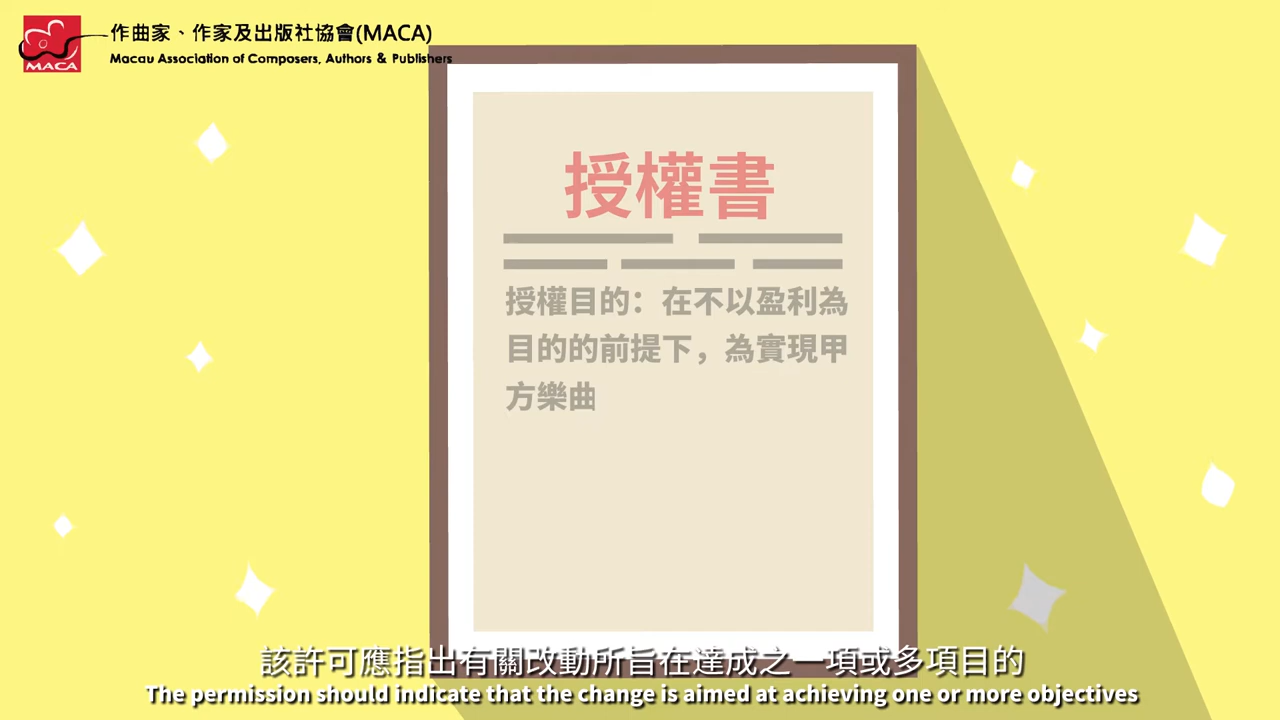 作曲家、作家及出版社協會(MACA)
Macau Association of Composers, Authors & Publishers
MACA
授權書
授權目的：在不以盈利為
目的的前提下，為實現甲
方樂曲
該許可應指出有關改動所旨在達成之一項或多項目的
The permission should indicate that the change is aimed at achieving one or more objectives